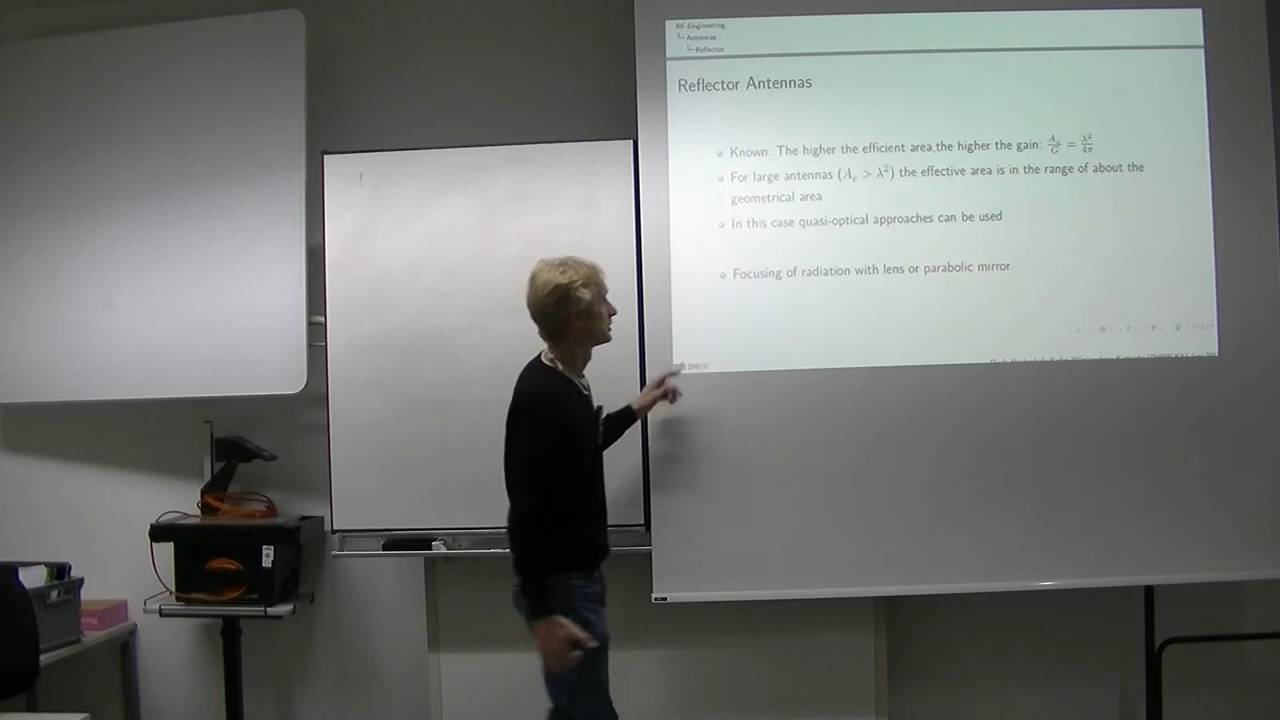 RF-Engineering
Antennas
Reflector
Reflector Antennas
Known: The higher the efficient area,the higher the gain: A_e/G = λ²/4π
For large antennas (A_e > λ²) the effective area is in the range of about the
geometrical area
In this case quasi-optical approaches can be used
Focusing of radiation with lens or parabolic mirror